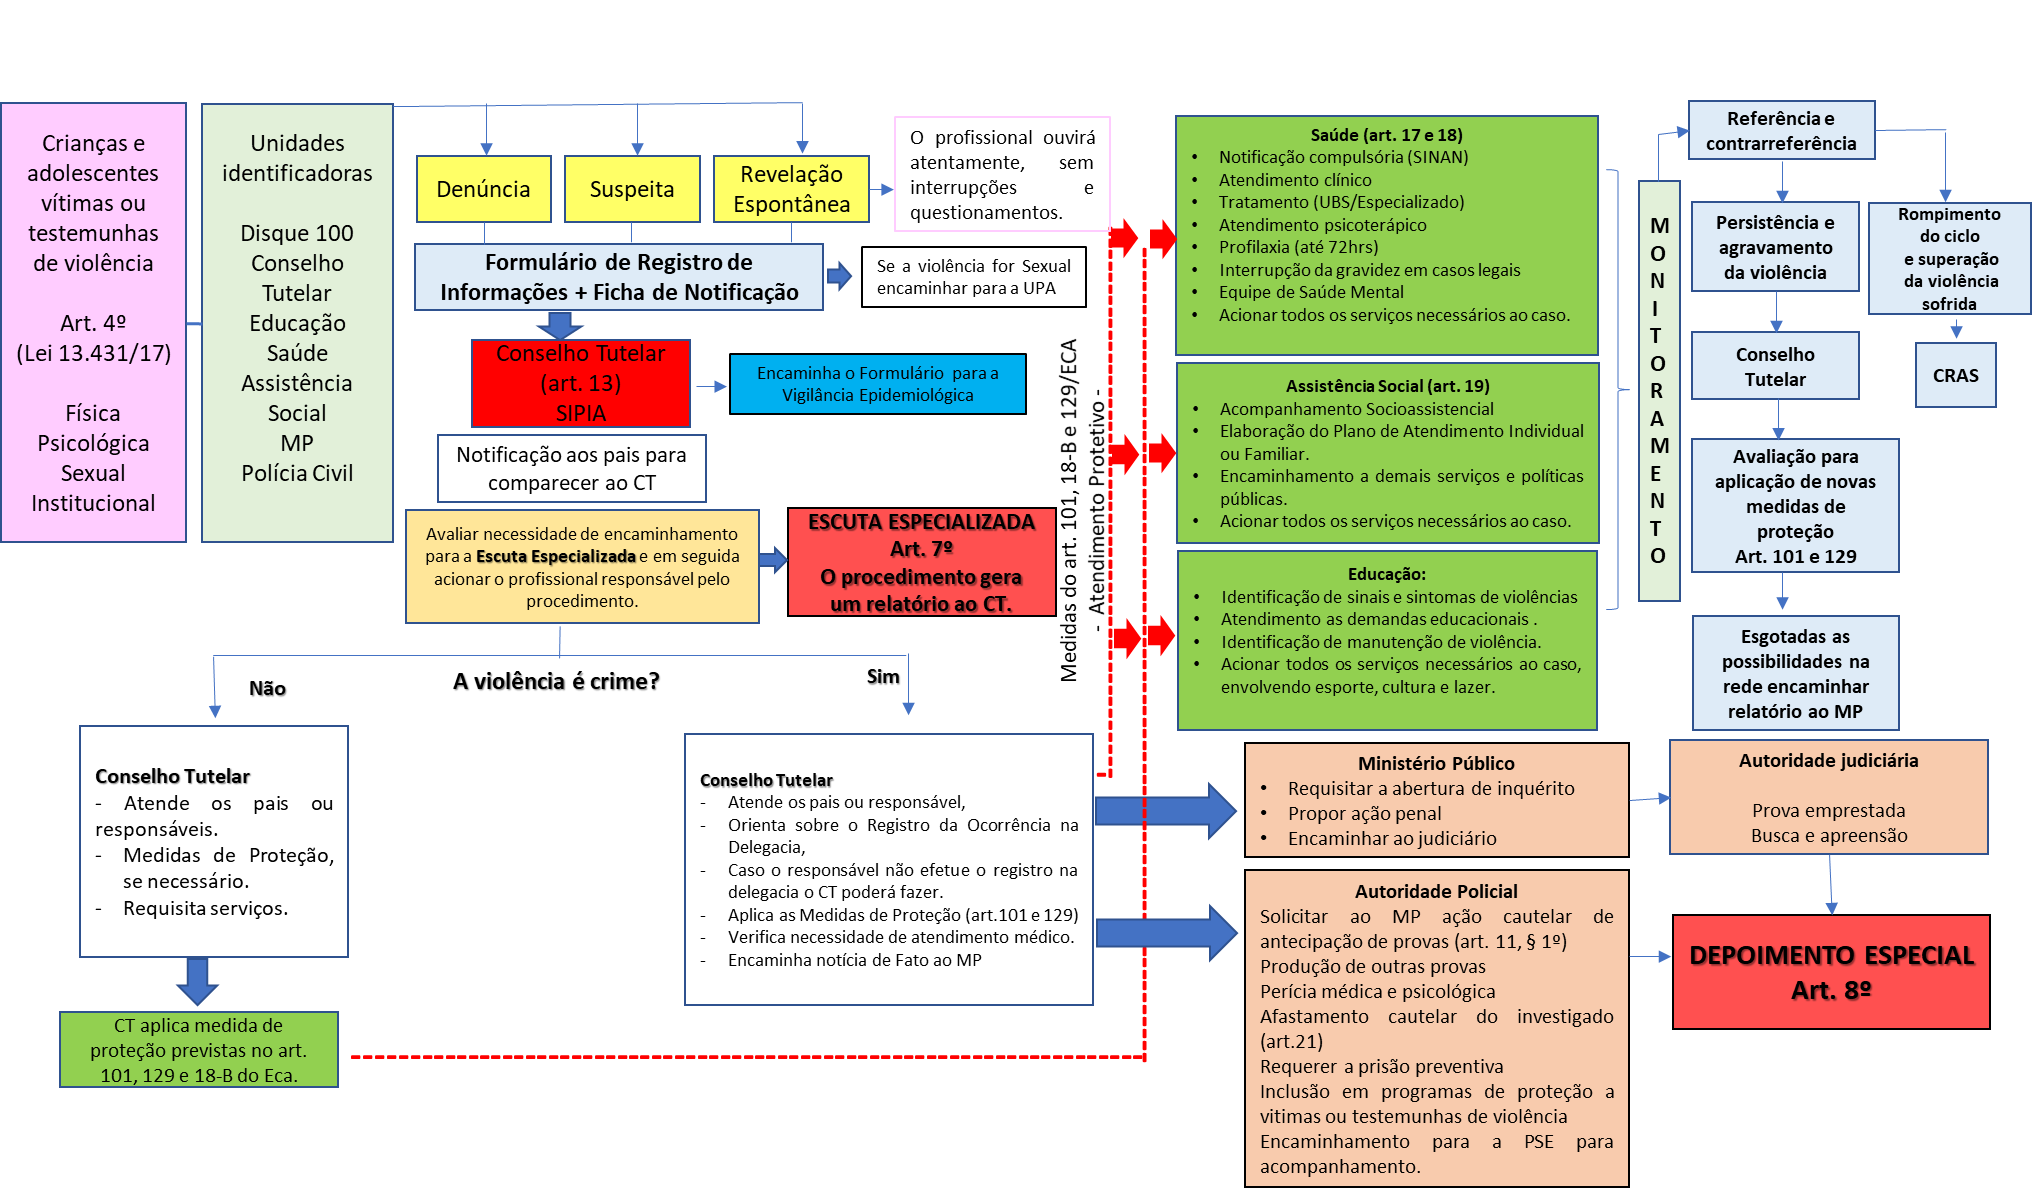 Crianças e
adolescentes
vítimas ou
testemunhas
de violência
Art. 4º
(Lei 13.431/17)
Física
Psicológica
Sexual
Institucional
Unidades
identificadoras
Disque 100
Conselho
Tutelar
Educação
Saúde
Assistência
Social
MP
Polícia Civil
Denúncia
Suspeita
Revelação
Espontânea
O profissional ouvirá
atentamente, sem
interrupções e
questionamentos.
Formulário de Registro de
Informações + Ficha de Notificação
Se a violência for Sexual
encaminhar para a UPA
Conselho Tutelar
(art. 13)
SIPIA
Encaminha o Formulário para a
Vigilância Epidemiológica
Notificação aos pais para
comparecer ao CT
Avaliar necessidade de encaminhamento
para a Escuta Especializada e em seguida
acionar o profissional responsável pelo
procedimento.
ESCUTA ESPECIALIZADA
Art. 7º
O procedimento gera
um relatório ao CT.
A violência é crime?
Não
Sim
Conselho Tutelar
- Atende os pais ou
responsáveis.
- Medidas de Proteção,
se necessário.
- Requisita serviços.
CT aplica medida de
proteção previstas no art.
101, 129 e 18-B do Eca.
Conselho Tutelar
- Atende os pais ou responsável,
- Orienta sobre o Registro da Ocorrência na
Delegacia,
- Caso o responsável não efetue o registro na
delegacia o CT poderá fazer.
- Aplica as Medidas de Proteção (art.101 e 129)
- Verifica necessidade de atendimento médico.
- Encaminha notícia de Fato ao MP
Medidas do art. 101, 18-B e 129/ECA
- Atendimento Protetivo -
Saúde (art. 17 e 18)
• Notificação compulsória (SINAN)
• Atendimento clínico
• Tratamento (UBS/Especializado)
• Atendimento psicoterápico
• Profilaxia (até 72hrs)
• Interrupção da gravidez em casos legais
• Equipe de Saúde Mental
• Acionar todos os serviços necessários ao caso.
Assistência Social (art. 19)
• Acompanhamento Socioassistencial
• Elaboração do Plano de Atendimento Individual
ou Familiar.
• Encaminhamento a demais serviços e políticas
públicas.
• Acionar todos os serviços necessários ao caso.
Educação:
• Identificação de sinais e sintomas de violências
• Atendimento as demandas educacionais .
• Identificação de manutenção de violência.
• Acionar todos os serviços necessários ao caso,
envolvendo esporte, cultura e lazer.
Ministério Público
• Requisitar a abertura de inquérito
• Propor ação penal
• Encaminhar ao judiciário
Autoridade Policial
Solicitar ao MP ação cautelar de
antecipação de provas (art. 11, § 1º)
Produção de outras provas
Perícia médica e psicológica
Afastamento cautelar do investigado
(art.21)
Requerer a prisão preventiva
Inclusão em programas de proteção a
vitimas ou testemunhas de violência
Encaminhamento para a PSE para
acompanhamento.
M
O
N
I
T
O
R
A
M
E
N
T
O
Referência e
contrarreferência
Persistência e
agravamento
da violência
Conselho
Tutelar
Avaliação para
aplicação de novas
medidas de
proteção
Art. 101 e 129
Esgotadas as
possibilidades na
rede encaminhar
relatório ao MP
Rompimento
do ciclo
e superação
da violência
sofrida
CRAS
Autoridade judiciária
Prova emprestada
Busca e apreensão
DEPOIMENTO ESPECIAL
Art. 8º